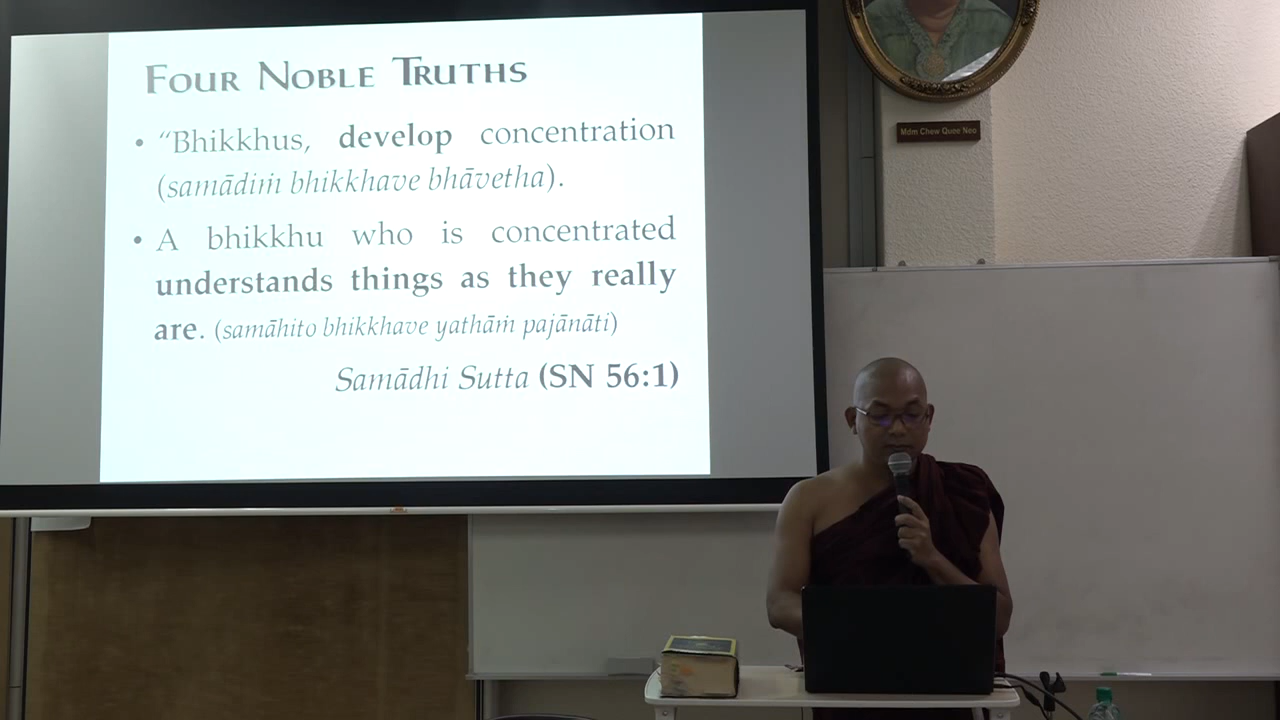 FOUR NOBLE TRUTHS
• “Bhikkhus, develop concentration
(samādiṁ bhikkhave bhāvetha).
• A bhikkhu who is concentrated
understands things as they really
are. (samāhito bhikkhave yathāṁ pajānāti)
Samādhi Sutta (SN 56:1)
Mdm Chew Quee Neo